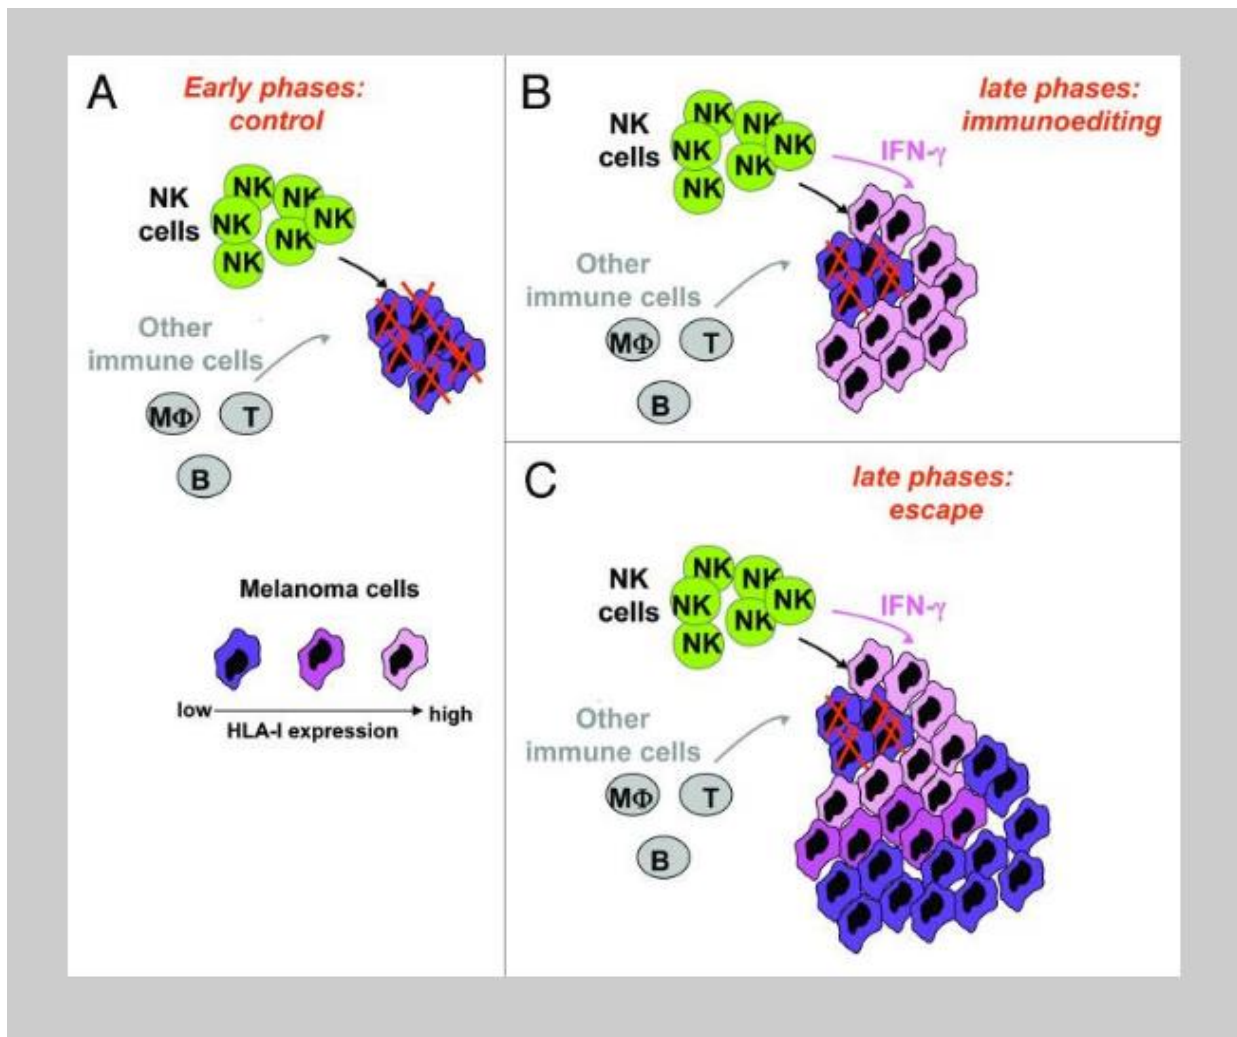 A
Early phases:
control
NK
cells
NK
NK
NK
NK
NK
NK
Other
immune cells
MΦ
T
B
Melanoma cells
low
high
HLA-I expression
B
late phases:
immunoediting
NK
cells
NK
NK
NK
NK
NK
NK
IFN-γ
Other
immune cells
MΦ
T
B
C
late phases:
escape
NK
cells
NK
NK
NK
NK
NK
NK
IFN-γ
Other
immune cells
MΦ
T
B